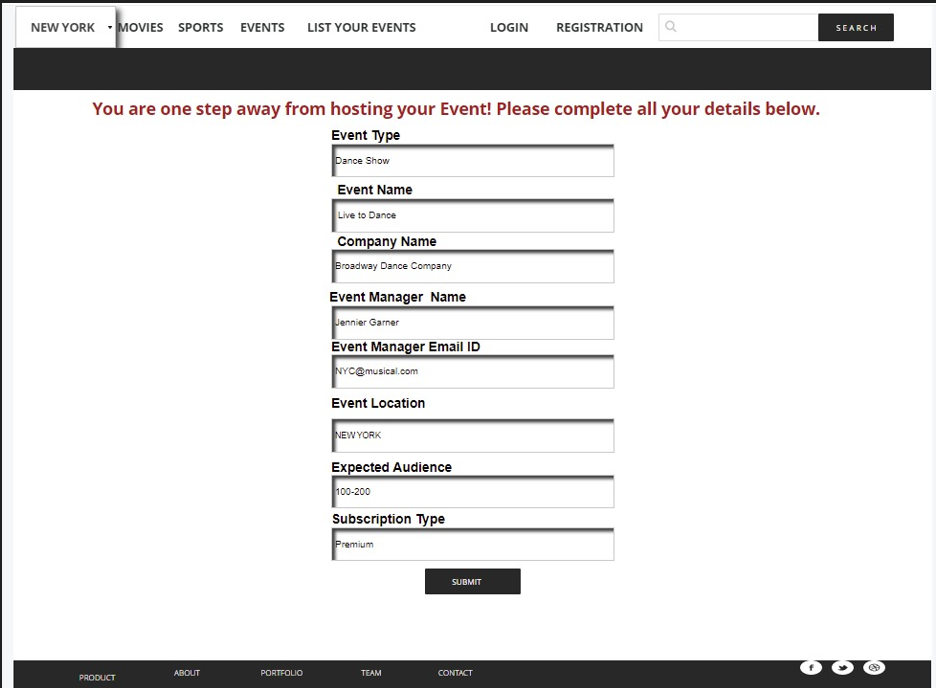 NEW YORK MOVIES SPORTS EVENTS LIST YOUR EVENTS LOGIN REGISTRATION SEARCH
You are one step away from hosting your Event! Please complete all your details below.
Event Type
Dance Show
Event Name
Live to Dance
Company Name
Broadway Dance Company
Event Manager Name
Jennier Garner
Event Manager Email ID
NYC@musical.com
Event Location
NEW YORK
Expected Audience
100-200
Subscription Type
Premium
SUBMIT
PRODUCT ABOUT PORTFOLIO TEAM CONTACT